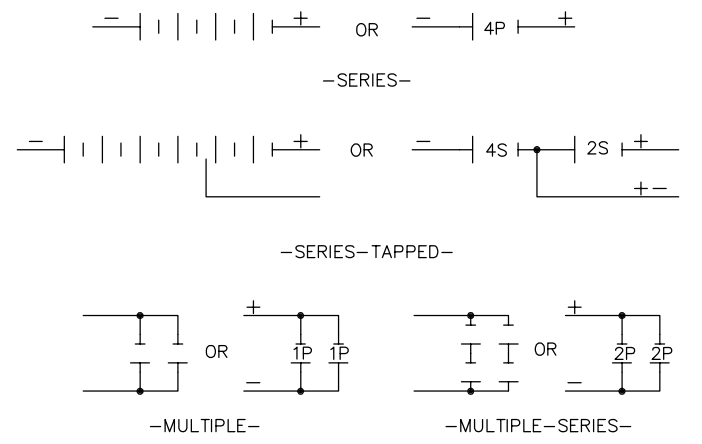 − + OR − 4P +
−SERIES−
− + OR − 4S 2S +
+−
−SERIES−TAPPED−
+ +
OR 1P 1P OR 2P 2P
− −
−MULTIPLE− −MULTIPLE−SERIES−